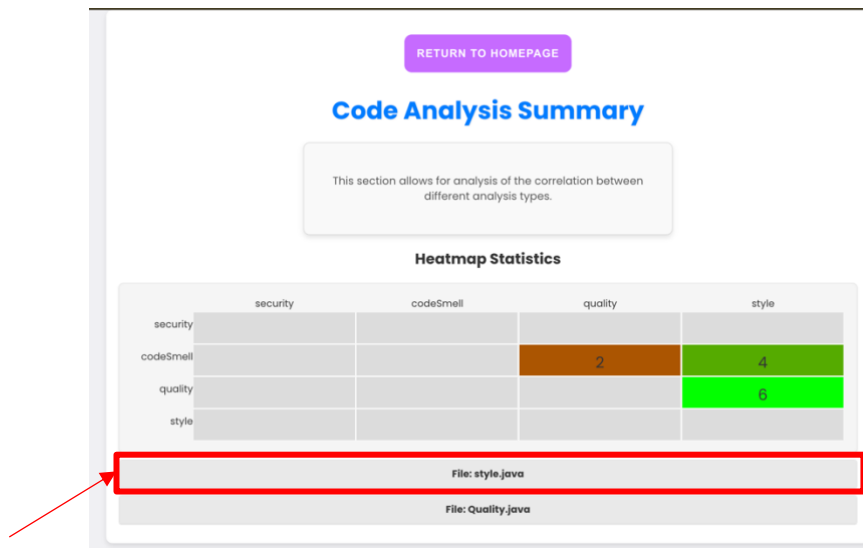 RETURN TO HOMEPAGE
Code Analysis Summary
This section allows for analysis of the correlation between
different analysis types.
Heatmap Statistics
security codeSmell quality style
security
codeSmell 2 4
quality 6
style
File: style.java
File: Quality.java